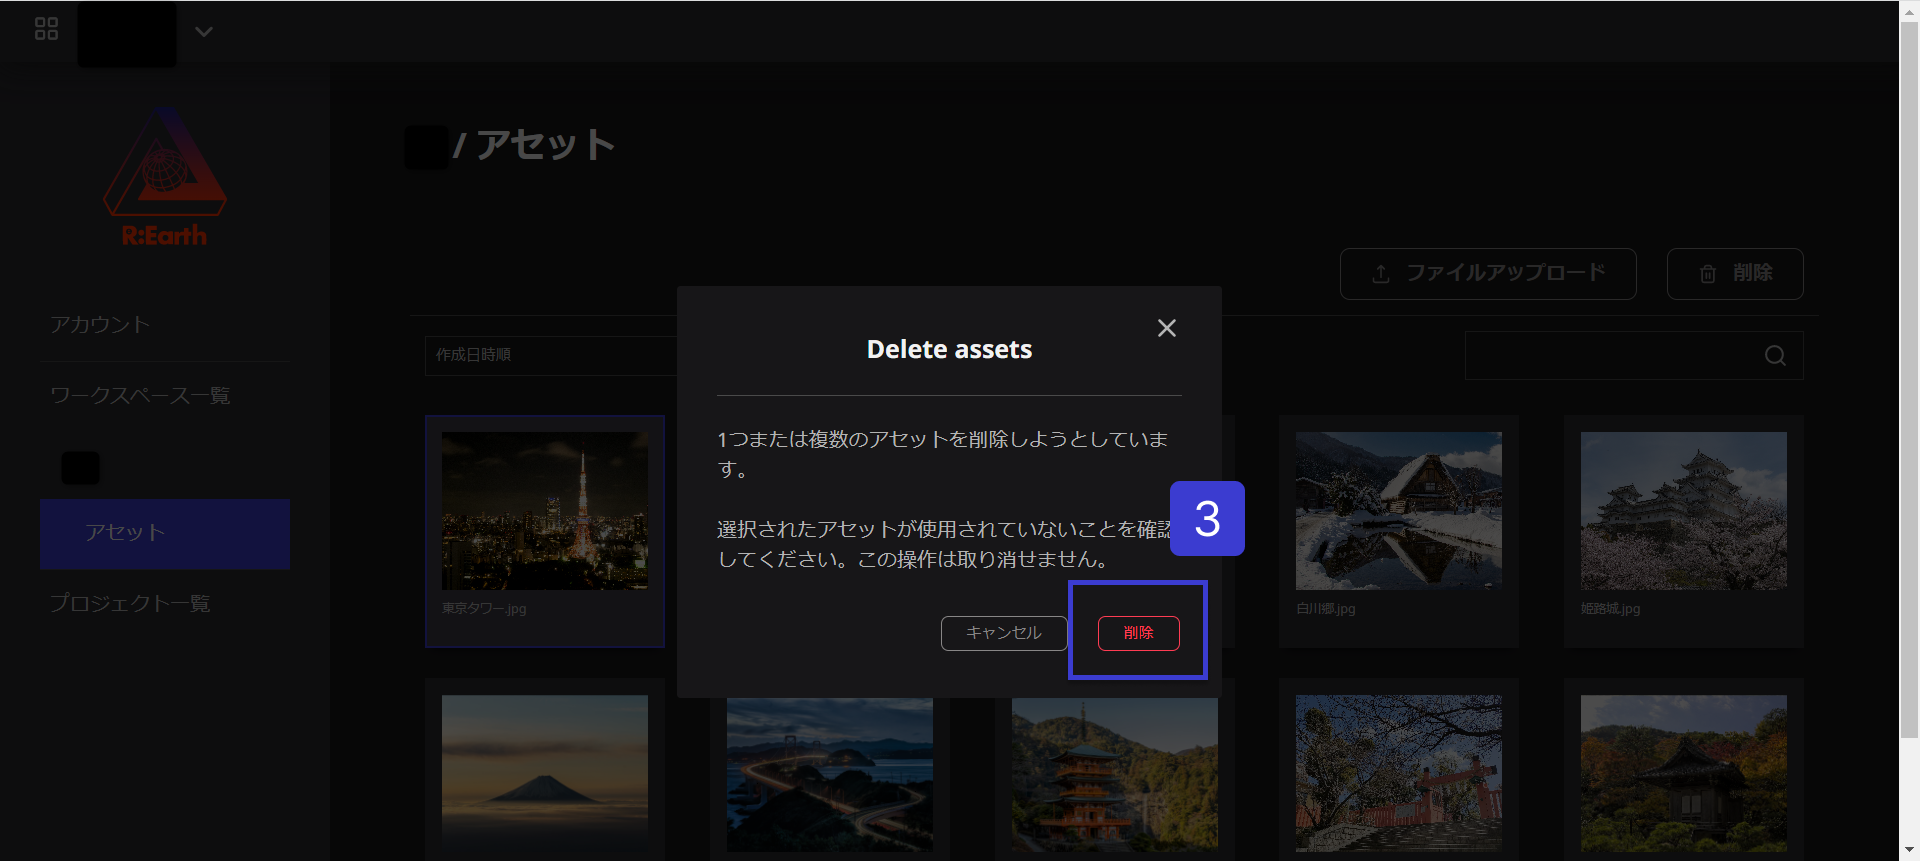 / アセット
R:Earth
ファイルアップロード
削除
アカウント
作成日時順
ワークスペース一覧
アセット
プロジェクト一覧
Delete assets
1つまたは複数のアセットを削除しようとしていま
す。
選択されたアセットが使用されていないことを確認
してください。この操作は取り消せません。
3
キャンセル
削除
東京タワー.jpg
白川郷.jpg
姫路城.jpg